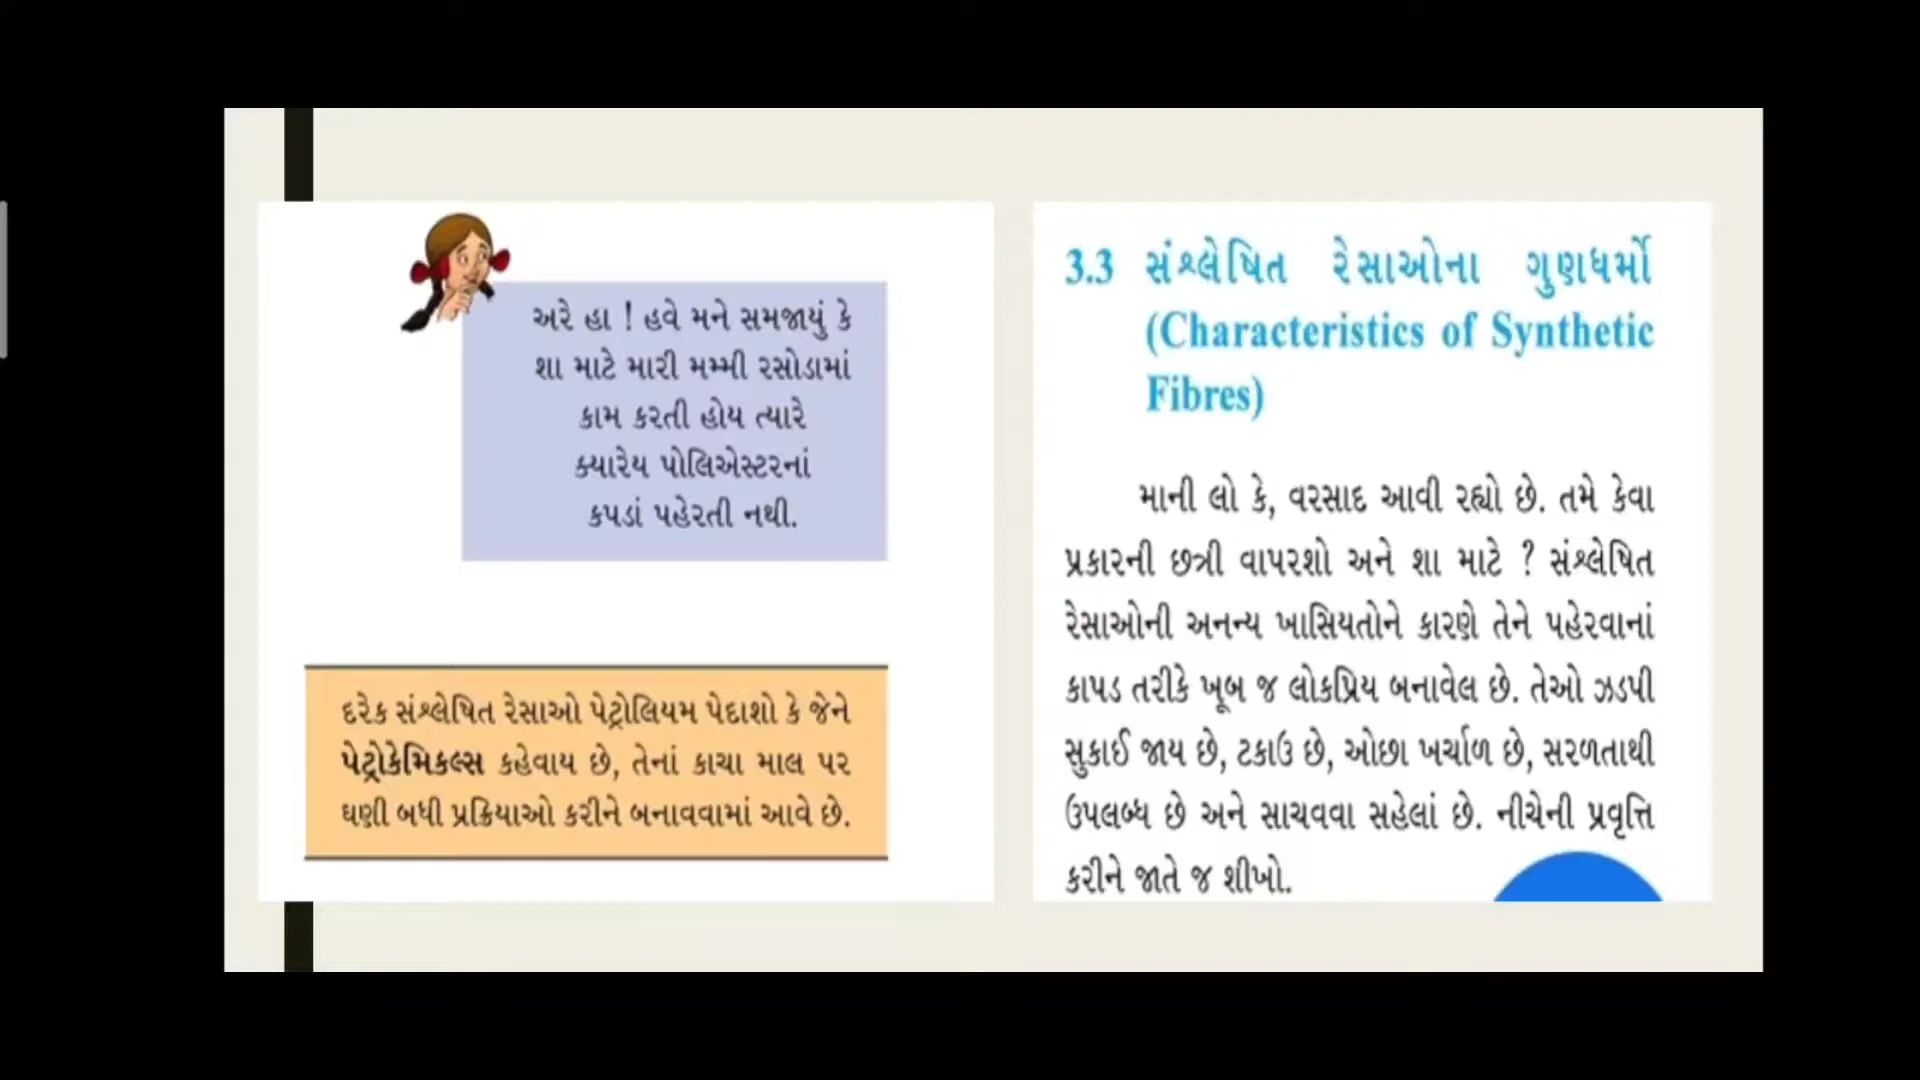 અરે હા ! હવે મને સમજાયું કે
શા માટે મારી મમ્મી રસોડામાં
કામ કરતી હોય ત્યારે
ક્યારેય પોલિએસ્ટરનાં
કપડાં પહેરતી નથી.
દરેક સંશ્લેષિત રેસાઓ પેટ્રોલિયમ પેદાશો કે જેને
પેટ્રોકેમિકલ્સ કહેવાય છે, તેનાં કાચા માલ પર
ઘણી બધી પ્રક્રિયાઓ કરીને બનાવવામાં આવે છે.
3.3 સંશ્લેષિત રેસાઓના ગુણધર્મો
(Characteristics of Synthetic
Fibres)
માની લો કે, વરસાદ આવી રહ્યો છે. તમે કેવા
પ્રકારની છત્રી વાપરશો અને શા માટે ? સંશ્લેષિત
રેસાઓની અનન્ય ખાસિયતોને કારણે તેને પહેરવાનાં
કાપડ તરીકે ખૂબ જ લોકપ્રિય બનાવેલ છે. તેઓ ઝડપી
સુકાઈ જાય છે, ટકાઉ છે, ઓછા ખર્ચાળ છે, સરળતાથી
ઉપલબ્ધ છે અને સાચવવા સહેલાં છે. નીચેની પ્રવૃત્તિ
કરીને જાતે જ શીખો.